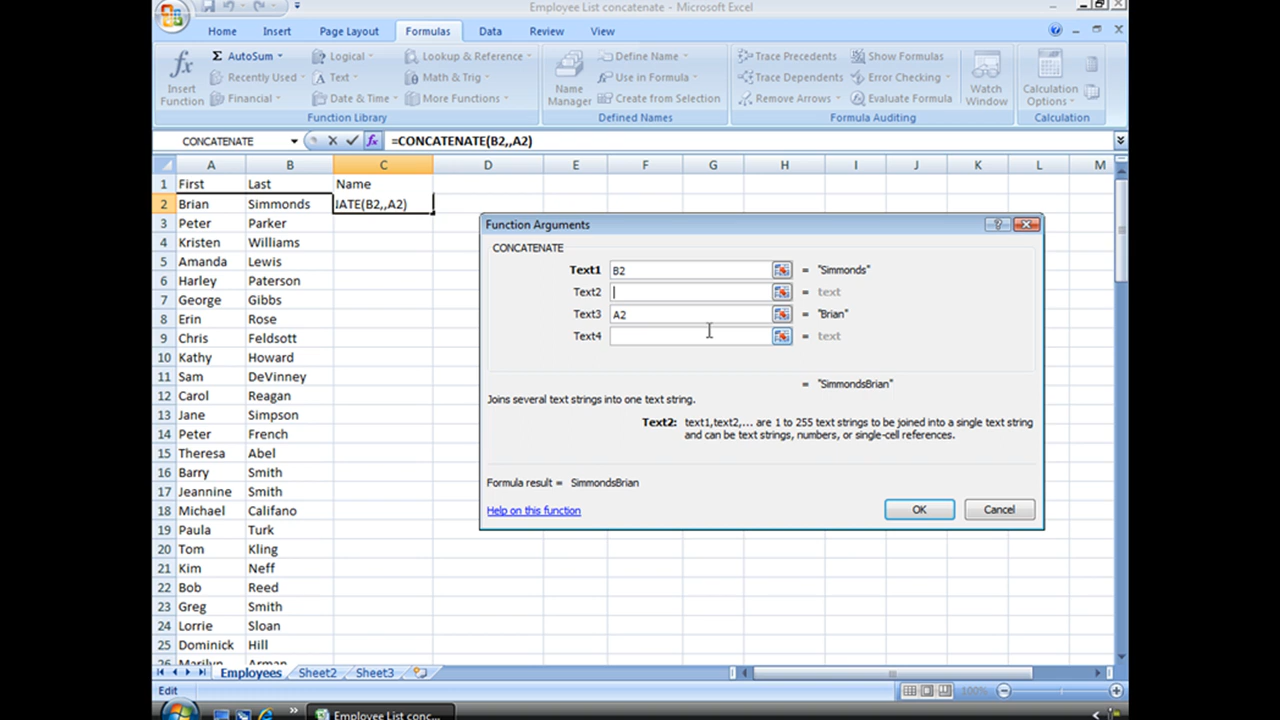 Employee List concatenate - Microsoft Excel
Home Insert Page Layout Formulas Data Review View
fx Insert Function
Σ AutoSum Logical Lookup & Reference
Recently Used Text Math & Trig
Financial Date & Time More Functions
Function Library
Name Manager
Define Name
Use in Formula
Create from Selection
Defined Names
Trace Precedents Show Formulas
Trace Dependents Error Checking
Remove Arrows Evaluate Formula
Formula Auditing
Watch Window
Calculation Options
Calculation
CONCATENATE fx =CONCATENATE(B2,,A2)
A B C D E F G H I J K L M
1 First Last Name
2 Brian Simmonds JATE(B2,,A2)
3 Peter Parker
4 Kristen Williams
5 Amanda Lewis
6 Harley Paterson
7 George Gibbs
8 Erin Rose
9 Chris Feldsott
10 Kathy Howard
11 Sam DeVinney
12 Carol Reagan
13 Jane Simpson
14 Peter French
15 Theresa Abel
16 Barry Smith
17 Jeannine Smith
18 Michael Califano
19 Paula Turk
20 Tom Kling
21 Kim Neff
22 Bob Reed
23 Greg Smith
24 Lorrie Sloan
25 Dominick Hill
26 Marilyn Arman
Function Arguments
CONCATENATE
Text1 B2 = "Simmonds"
Text2 = text
Text3 A2 = "Brian"
Text4 = text
= "SimmondsBrian"
Joins several text strings into one text string.
Text2: text1,text2,... are 1 to 255 text strings to be joined into a single text string
and can be text strings, numbers, or single-cell references.
Formula result = SimmondsBrian
Help on this function
OK Cancel
Employees Sheet2 Sheet3
Edit 100%
Employee List conc...